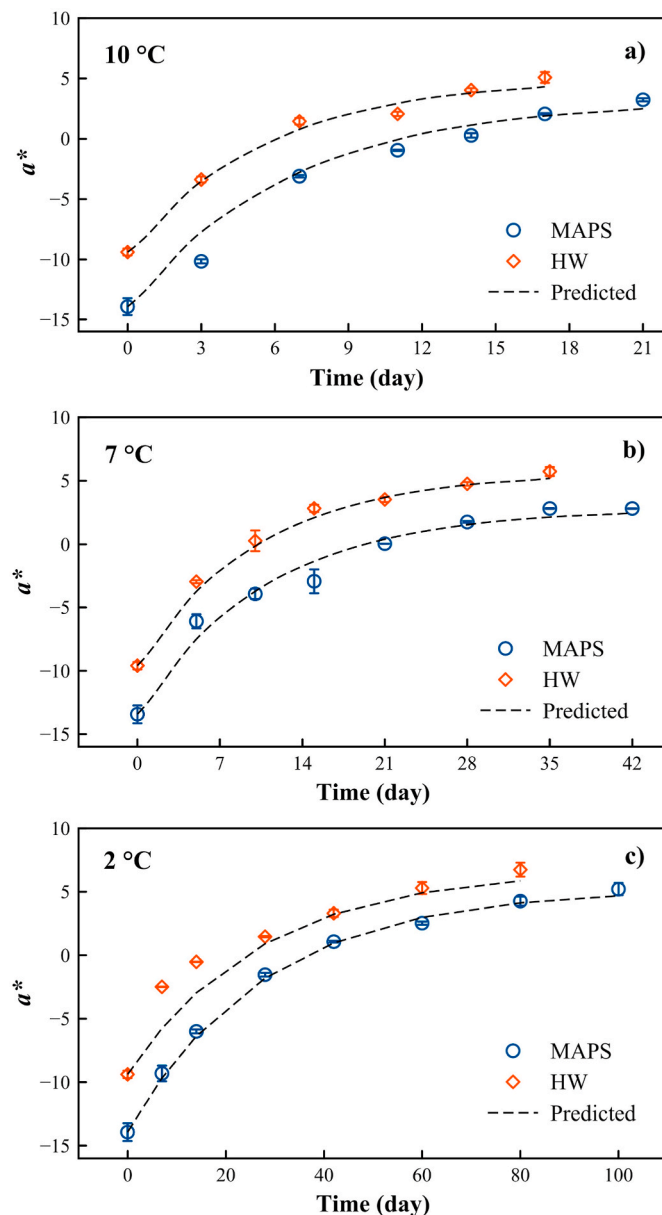 10 °C
a)
10
5
0
−5
−10
−15
a*
MAPS
HW
Predicted
0 3 6 9 12 15 18 21
Time (day)
7 °C
b)
10
5
0
−5
−10
−15
a*
MAPS
HW
Predicted
0 7 14 21 28 35 42
Time (day)
2 °C
c)
10
5
0
−5
−10
−15
a*
MAPS
HW
Predicted
0 20 40 60 80 100
Time (day)